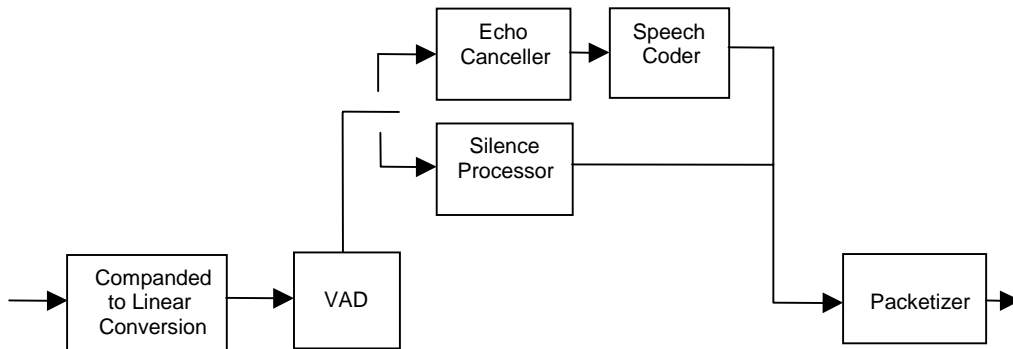 Echo
Canceller
Speech
Coder
Silence
Processor
Companded
to Linear
Conversion
VAD
Packetizer